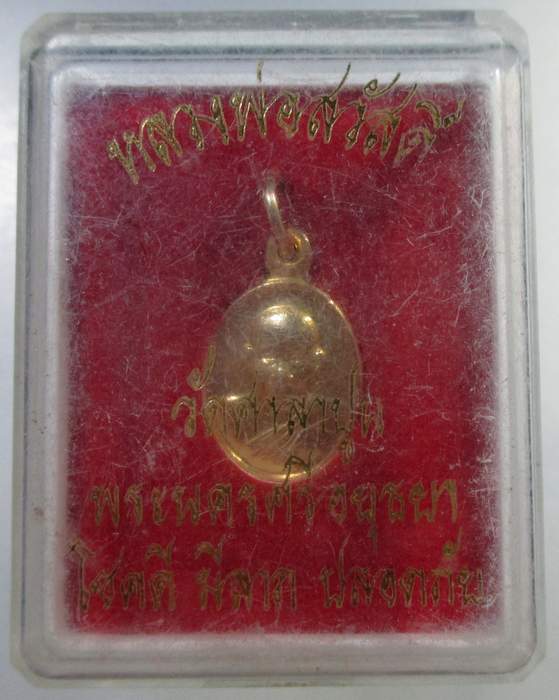 หลวงพ่อสวัสดิ์
วัดศาลาปูน
พระนครศรีอยุธยา
โชคดี มีลาภ ปลอดภัย